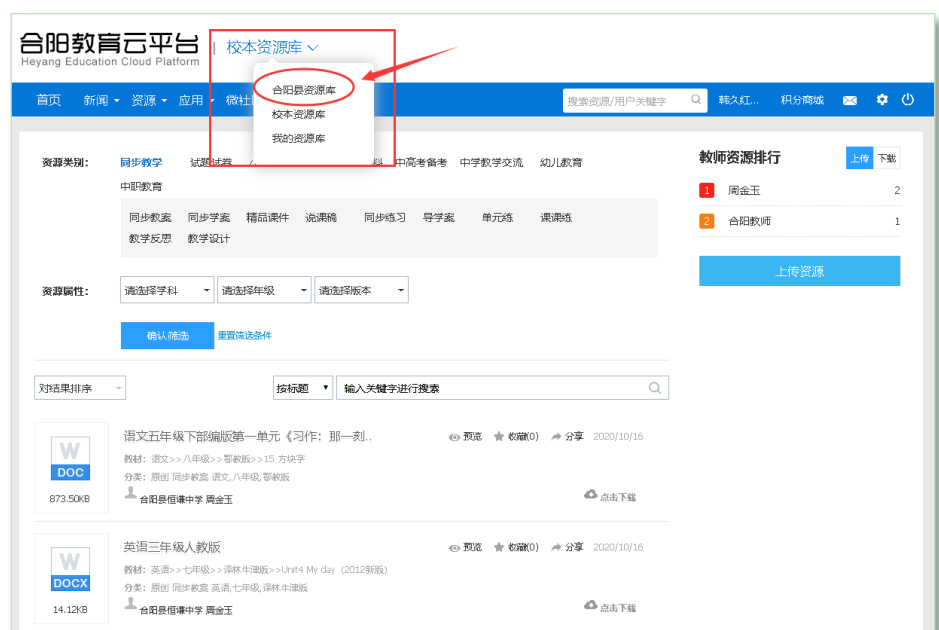 合阳教育云平台 | 校本资源库
Heyang Education Cloud Platform
合阳县资源库
校本资源库
我的资源库
首页 新闻 资源 应用 微社 搜索资源/用户关键字 韩久红... 积分商城
资源类别: 同步教学 试题试卷 中高考备考 中学教学交流 幼儿教育
中职教育
同步教案 同步学案 精品课件 说课稿 同步练习 导学案 单元练 课课练
教学反思 教学设计
资源属性: 请选择学科 请选择年级 请选择版本
确认筛选 重置筛选条件
教师资源排行 上传 下载
1 周金玉 2
2 合阳教师 1
上传资源
对结果排序 按标题 输入关键字进行搜索
语文五年级下部编版第一单元《习作：那一刻.. 预览 收藏(0) 分享 2020/10/16
教材: 语文>>八年级>>鄂教版>>15 方块字
分类: 原创 同步教案 语文,八年级,鄂教版
合阳县恒谦中学 周金玉 点击下载
W
DOC
873.50KB
英语三年级人教版 预览 收藏(0) 分享 2020/10/16
教材: 英语>>七年级>>译林牛津版>>Unit4 My day（2012新版）
分类: 原创 同步教案 英语,七年级,译林牛津版
合阳县恒谦中学 周金玉 点击下载
W
DOCX
14.12KB